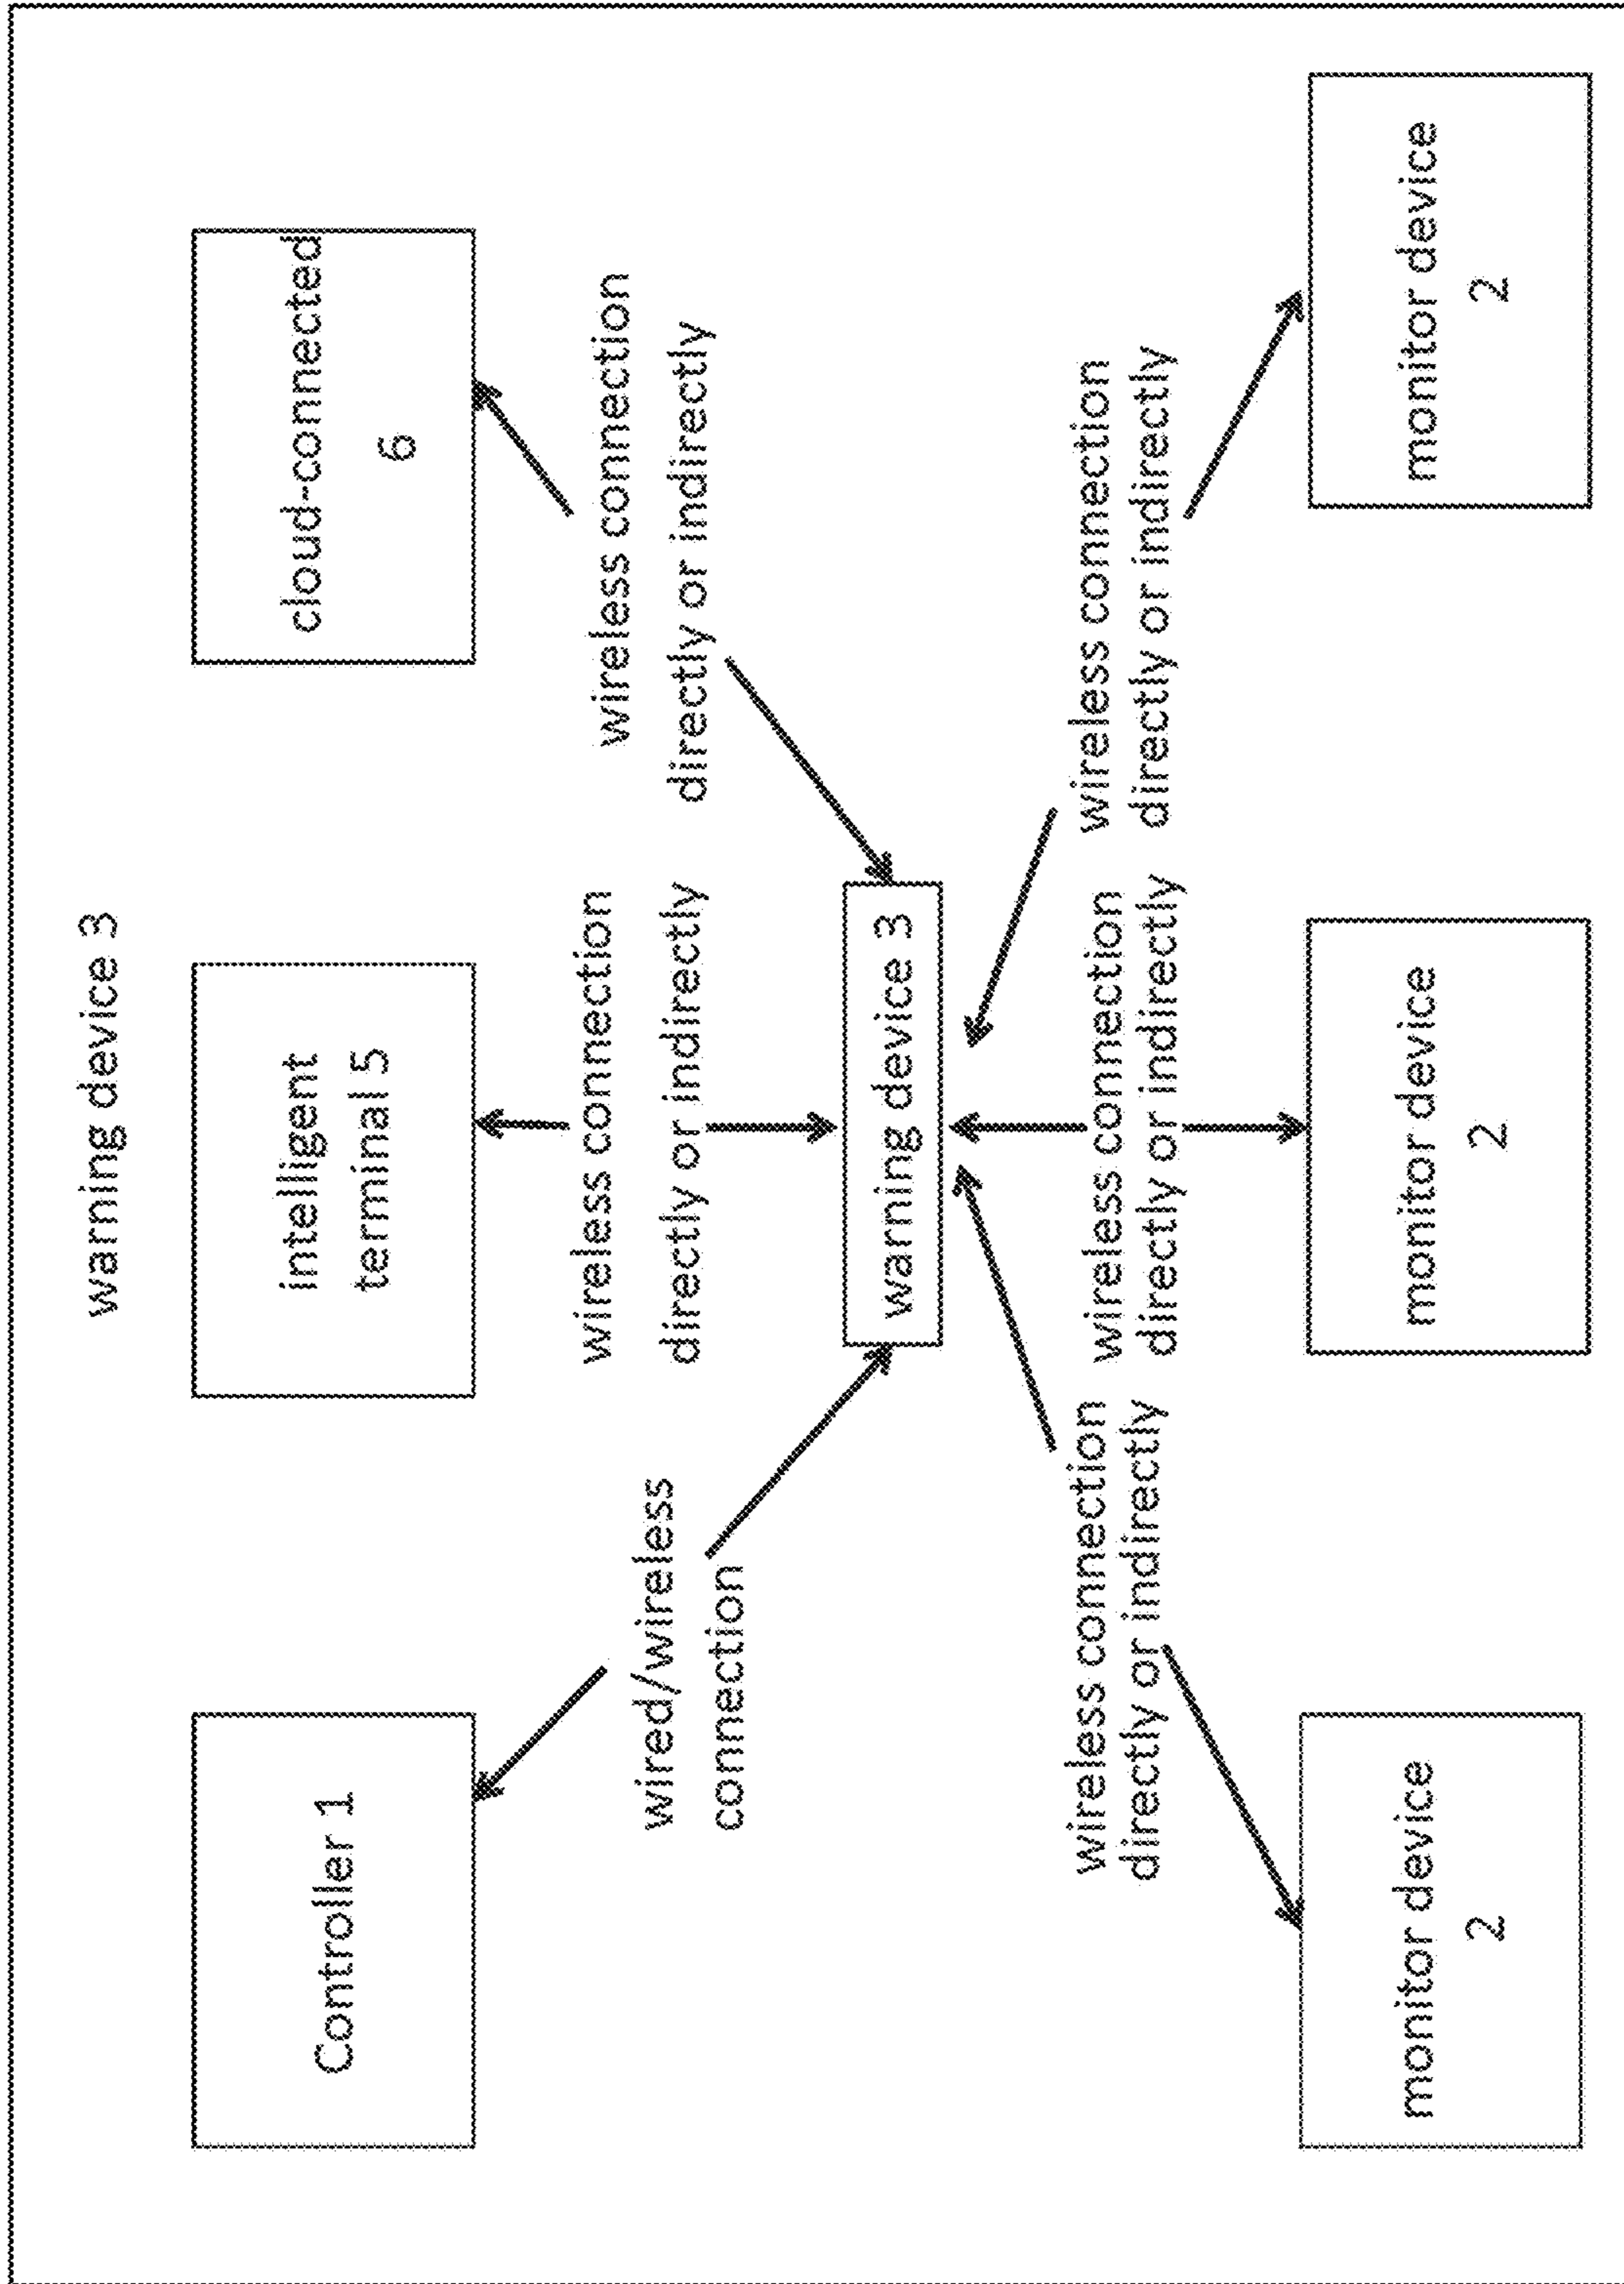 warning device 3
Controller 1
intelligent
terminal 5
cloud-connected
6
wired/wireless
connection
wireless connection
directly or indirectly
wireless connection
directly or indirectly
warning device 3
wireless connection
directly or indirectly
wireless connection
directly or indirectly
wireless connection
directly or indirectly
monitor device
2
monitor device
2
monitor device
2